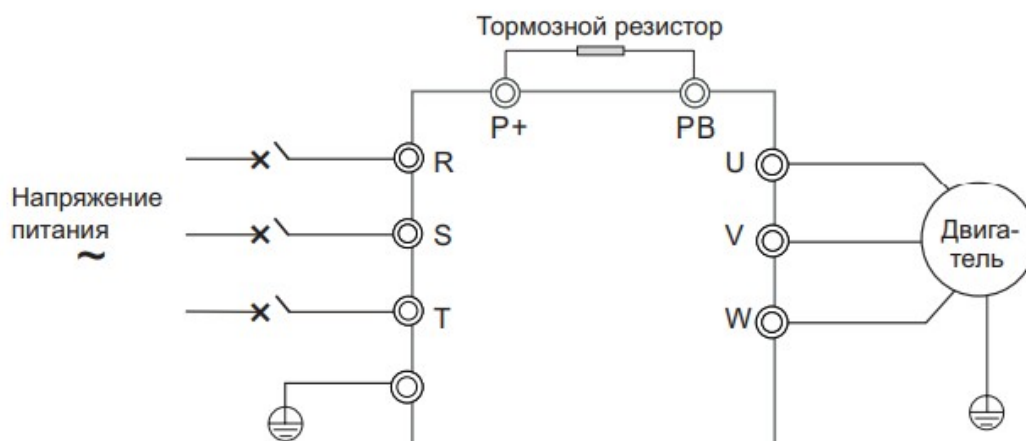 Тормозной резистор
P+
PB
R
U
Напряжение
питания
~
S
V
Двига-
тель
T
W